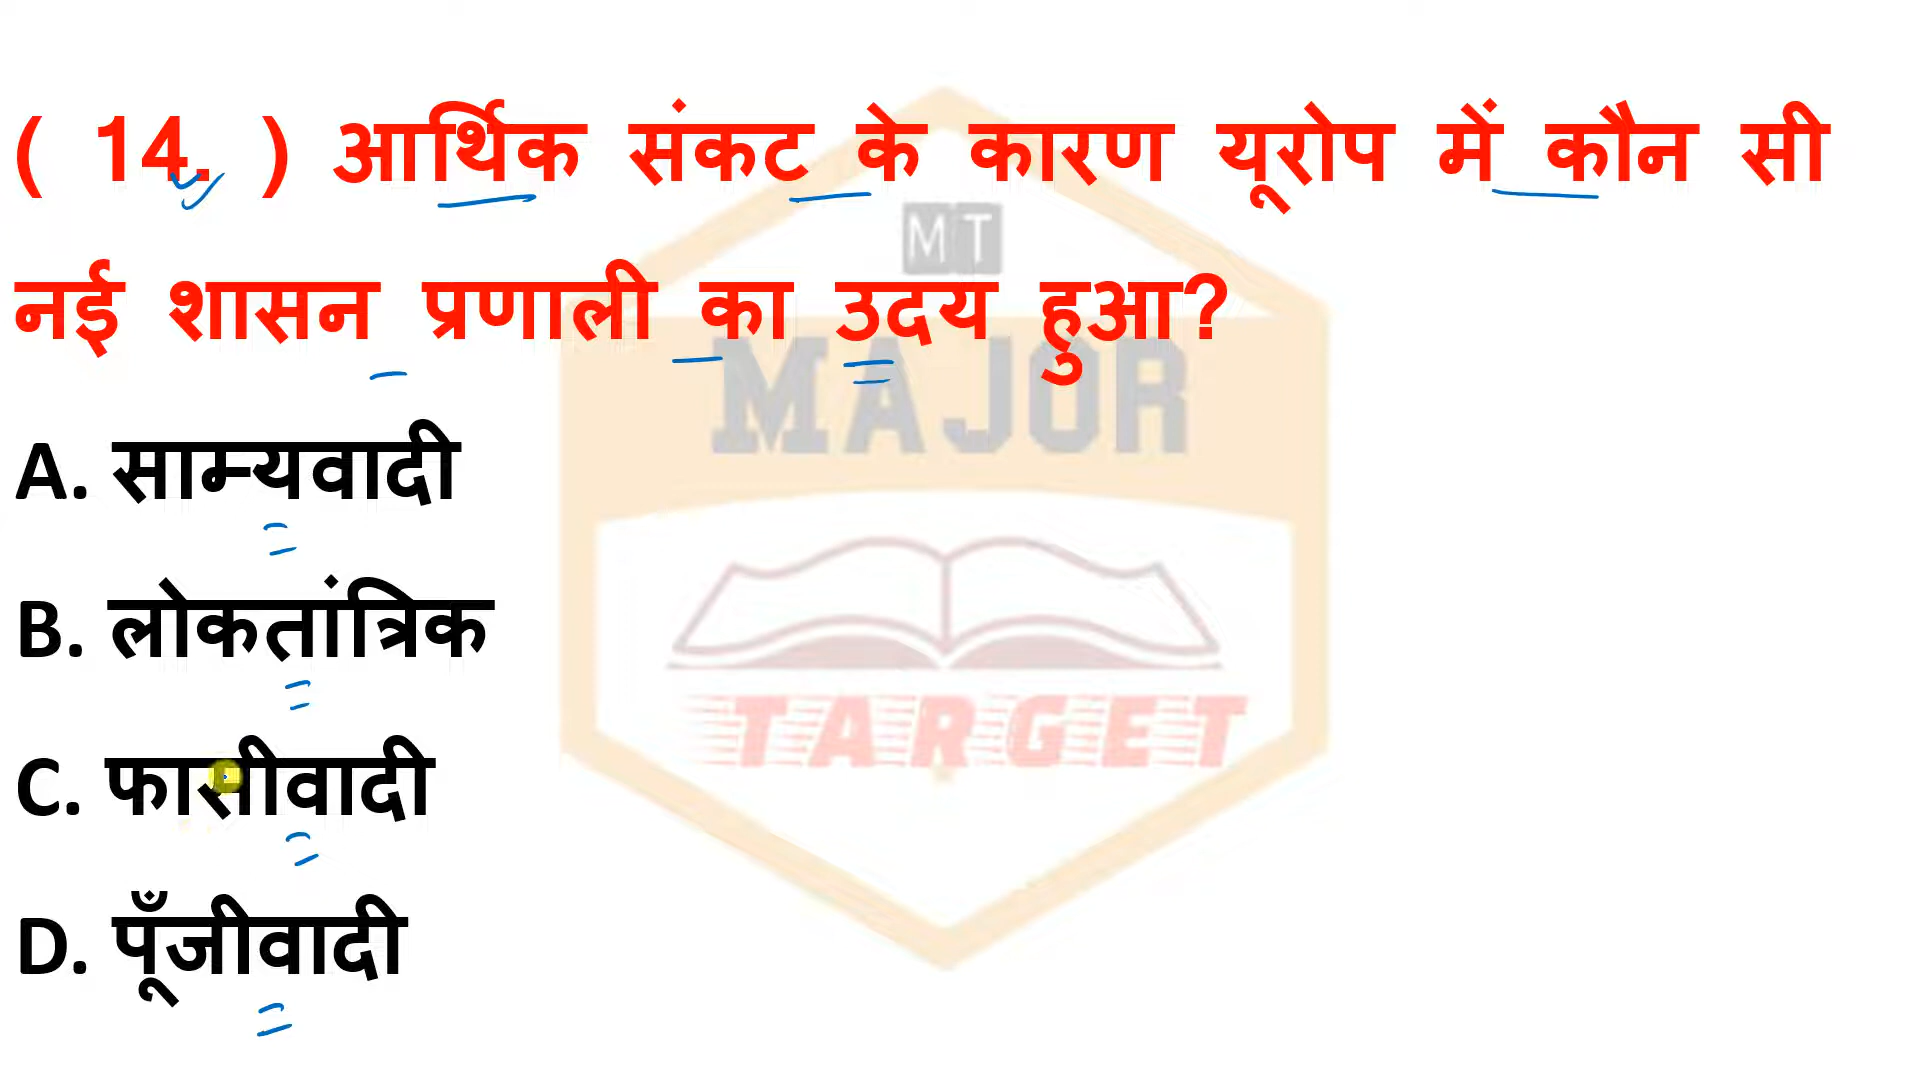 ( 14. ) आर्थिक संकट के कारण यूरोप में कौन सी
नई शासन प्रणाली का उदय हुआ?
MT
MAJOR
A. साम्यवादी
B. लोकतांत्रिक
TARGET
C. फासीवादी
D. पूँजीवादी